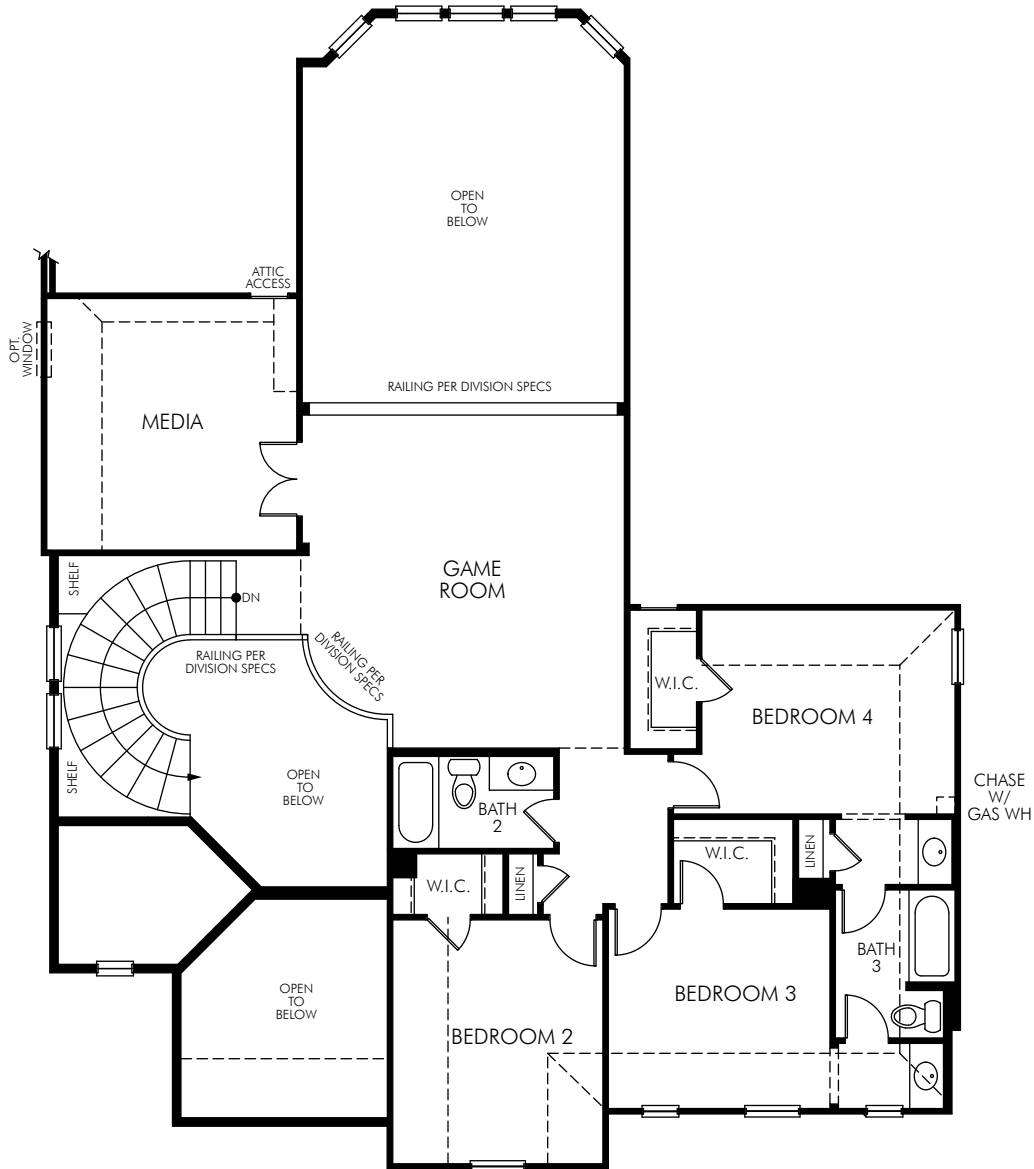 OPEN
TO
BELOW
ATTIC
ACCESS
OPT.
WINDOW
RAILING PER DIVISION SPECS
MEDIA
GAME
ROOM
SHELF
DN
RAILING PER
DIVISION SPECS
RAILING PER
DIVISION SPECS
W.I.C.
BEDROOM 4
SHELF
OPEN
TO
BELOW
BATH
2
CHASE
W/
GAS WH
W.I.C.
LINEN
W.I.C.
LINEN
BATH
3
OPEN
TO
BELOW
BEDROOM 2
BEDROOM 3